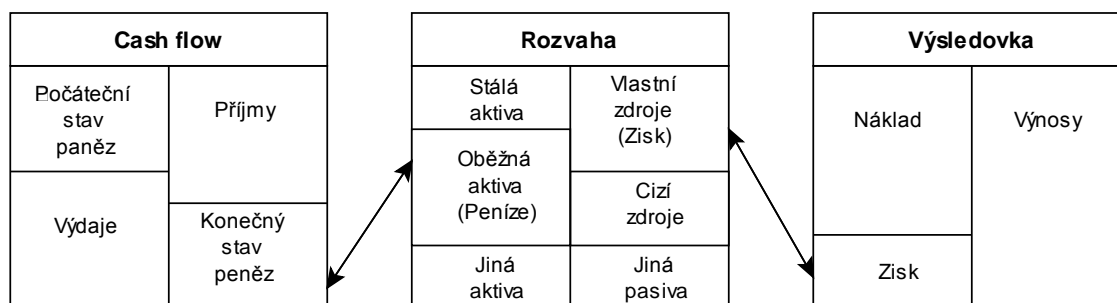 Cash flow
Počáteční
stav
paněz
Příjmy
Výdaje
Konečný
stav
peněz
Rozvaha
Stálá
aktiva
Vlastní
zdroje
(Zisk)
Oběžná
aktiva
(Peníze)
Cizí
zdroje
Jiná
aktiva
Jiná
pasiva
Výsledovka
Náklad
Výnosy
Zisk